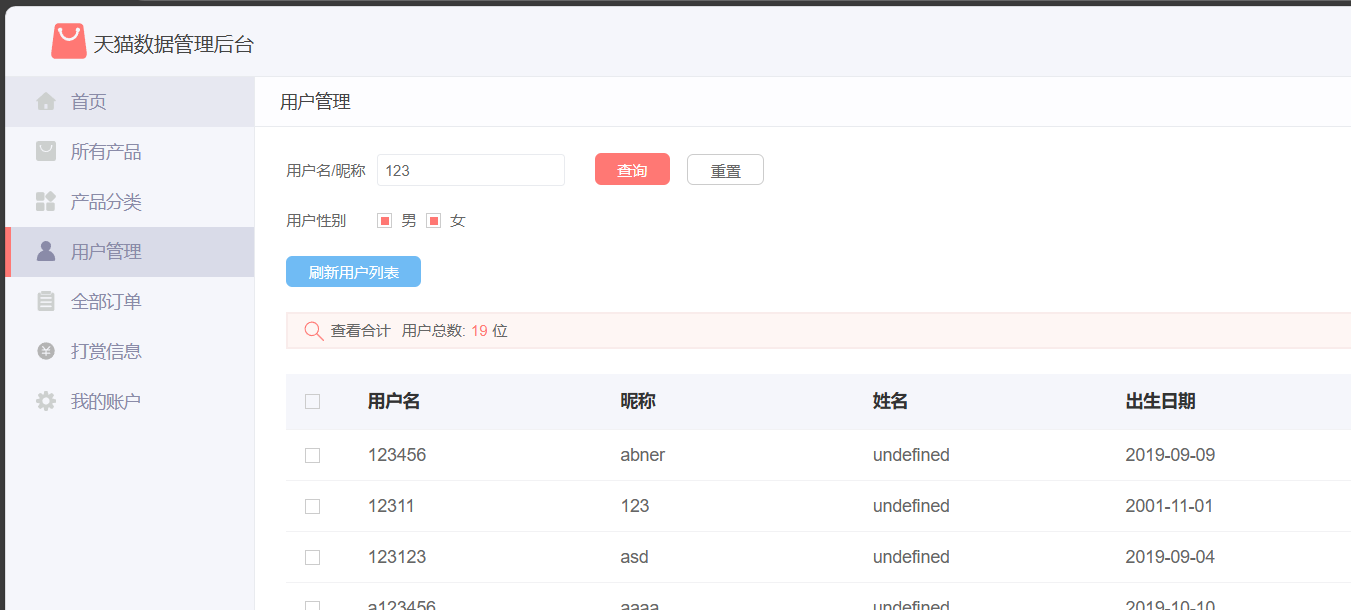 天猫数据管理后台
首页
所有产品
产品分类
用户管理
全部订单
打赏信息
我的账户
用户管理
用户名/昵称 123 查询 重置
用户性别 男 女
刷新用户列表
查看合计 用户总数: 19 位
用户名 昵称 姓名 出生日期
123456 abner undefined 2019-09-09
12311 123 undefined 2001-11-01
123123 asd undefined 2019-09-04
a123456 aaaa undefined 2019-10-10